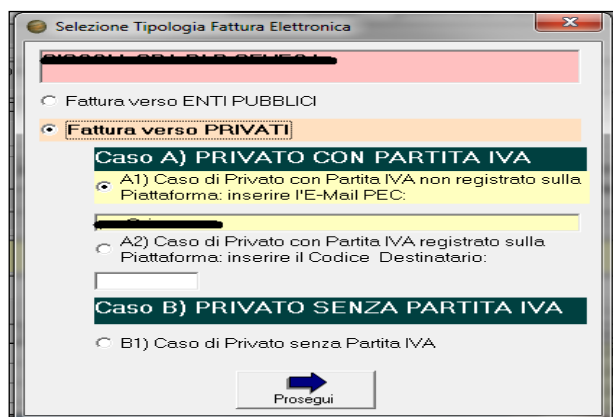 Selezione Tipologia Fattura Elettronica
Fattura verso ENTI PUBBLICI
Fattura verso PRIVATI
Caso A) PRIVATO CON PARTITA IVA
A1) Caso di Privato con Partita IVA non registrato sulla
Piattaforma: inserire l'E-Mail PEC:
A2) Caso di Privato con Partita IVA registrato sulla
Piattaforma: inserire il Codice Destinatario:
Caso B) PRIVATO SENZA PARTITA IVA
B1) Caso di Privato senza Partita IVA
Prosegui